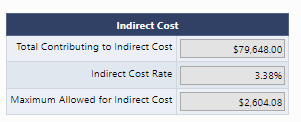 Indirect Cost
Total Contributing to Indirect Cost $79,648.00
Indirect Cost Rate 3.38%
Maximum Allowed for Indirect Cost $2,604.08